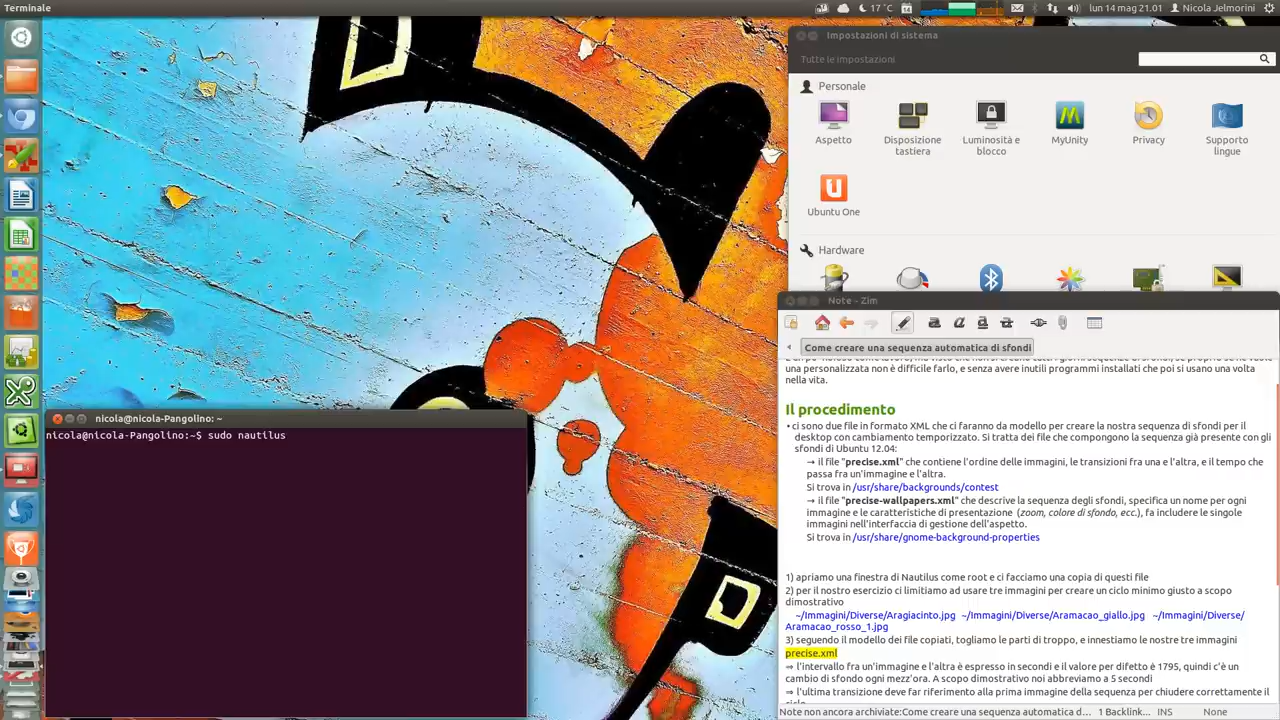 Terminale
17 °C
lun 14 mag 21.01
Nicola Jelmorini
Impostazioni di sistema
Tutte le impostazioni
Personale
Aspetto
Disposizione tastiera
Luminosità e blocco
MyUnity
Privacy
Supporto lingue
Ubuntu One
Hardware
Note - Zim
Come creare una sequenza automatica di sfondi
una personalizzata non è difficile farlo, e senza avere inutili programmi installati che poi si usano una volta
nella vita.
Il procedimento
• ci sono due file in formato XML che ci faranno da modello per creare la nostra sequenza di sfondi per il
desktop con cambiamento temporizzato. Si tratta dei file che compongono la sequenza già presente con gli
sfondi di Ubuntu 12.04:
→ il file "precise.xml" che contiene l'ordine delle immagini, le transizioni fra una e l'altra, e il tempo che
passa fra un'immagine e l'altra.
Si trova in /usr/share/backgrounds/contest
→ il file "precise-wallpapers.xml" che descrive la sequenza degli sfondi, specifica un nome per ogni
immagine e le caratteristiche di presentazione (zoom, colore di sfondo, ecc.), fa includere le singole
immagini nell'interfaccia di gestione dell'aspetto.
Si trova in /usr/share/gnome-background-properties
1) apriamo una finestra di Nautilus come root e ci facciamo una copia di questi file
2) per il nostro esercizio ci limitiamo ad usare tre immagini per creare un ciclo minimo giusto a scopo
dimostrativo
~/Immagini/Diverse/Aragiacinto.jpg ~/Immagini/Diverse/Aramacao_giallo.jpg ~/Immagini/Diverse/
Aramacao_rosso_1.jpg
3) seguendo il modello dei file copiati, togliamo le parti di troppo, e innestiamo le nostre tre immagini
precise.xml
⇒ l'intervallo fra un'immagine e l'altra è espresso in secondi e il valore per difetto è 1795, quindi c'è un
cambio di sfondo ogni mezz'ora. A scopo dimostrativo noi abbreviamo a 5 secondi
⇒ l'ultima transizione deve far riferimento alla prima immagine della sequenza per chiudere correttamente il
Note non ancora archiviate:Come creare una sequenza automatica d... 1 Backlink... INS None
nicola@nicola-Pangolino: ~
nicola@nicola-Pangolino:~$ sudo nautilus